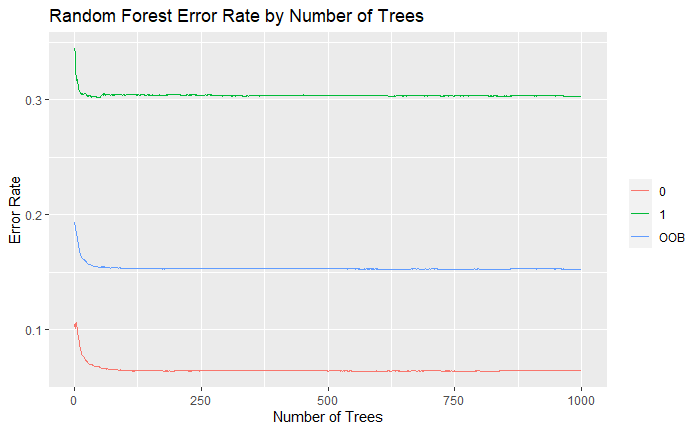 Random Forest Error Rate by Number of Trees
Error Rate
0.3
0.2
0.1
0 250 500 750 1000
Number of Trees
0
1
OOB